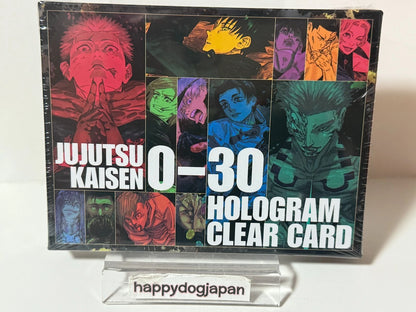 JUJUTSU
KAISEN 0-30
HOLOGRAM
CLEAR CARD
happydogjapan